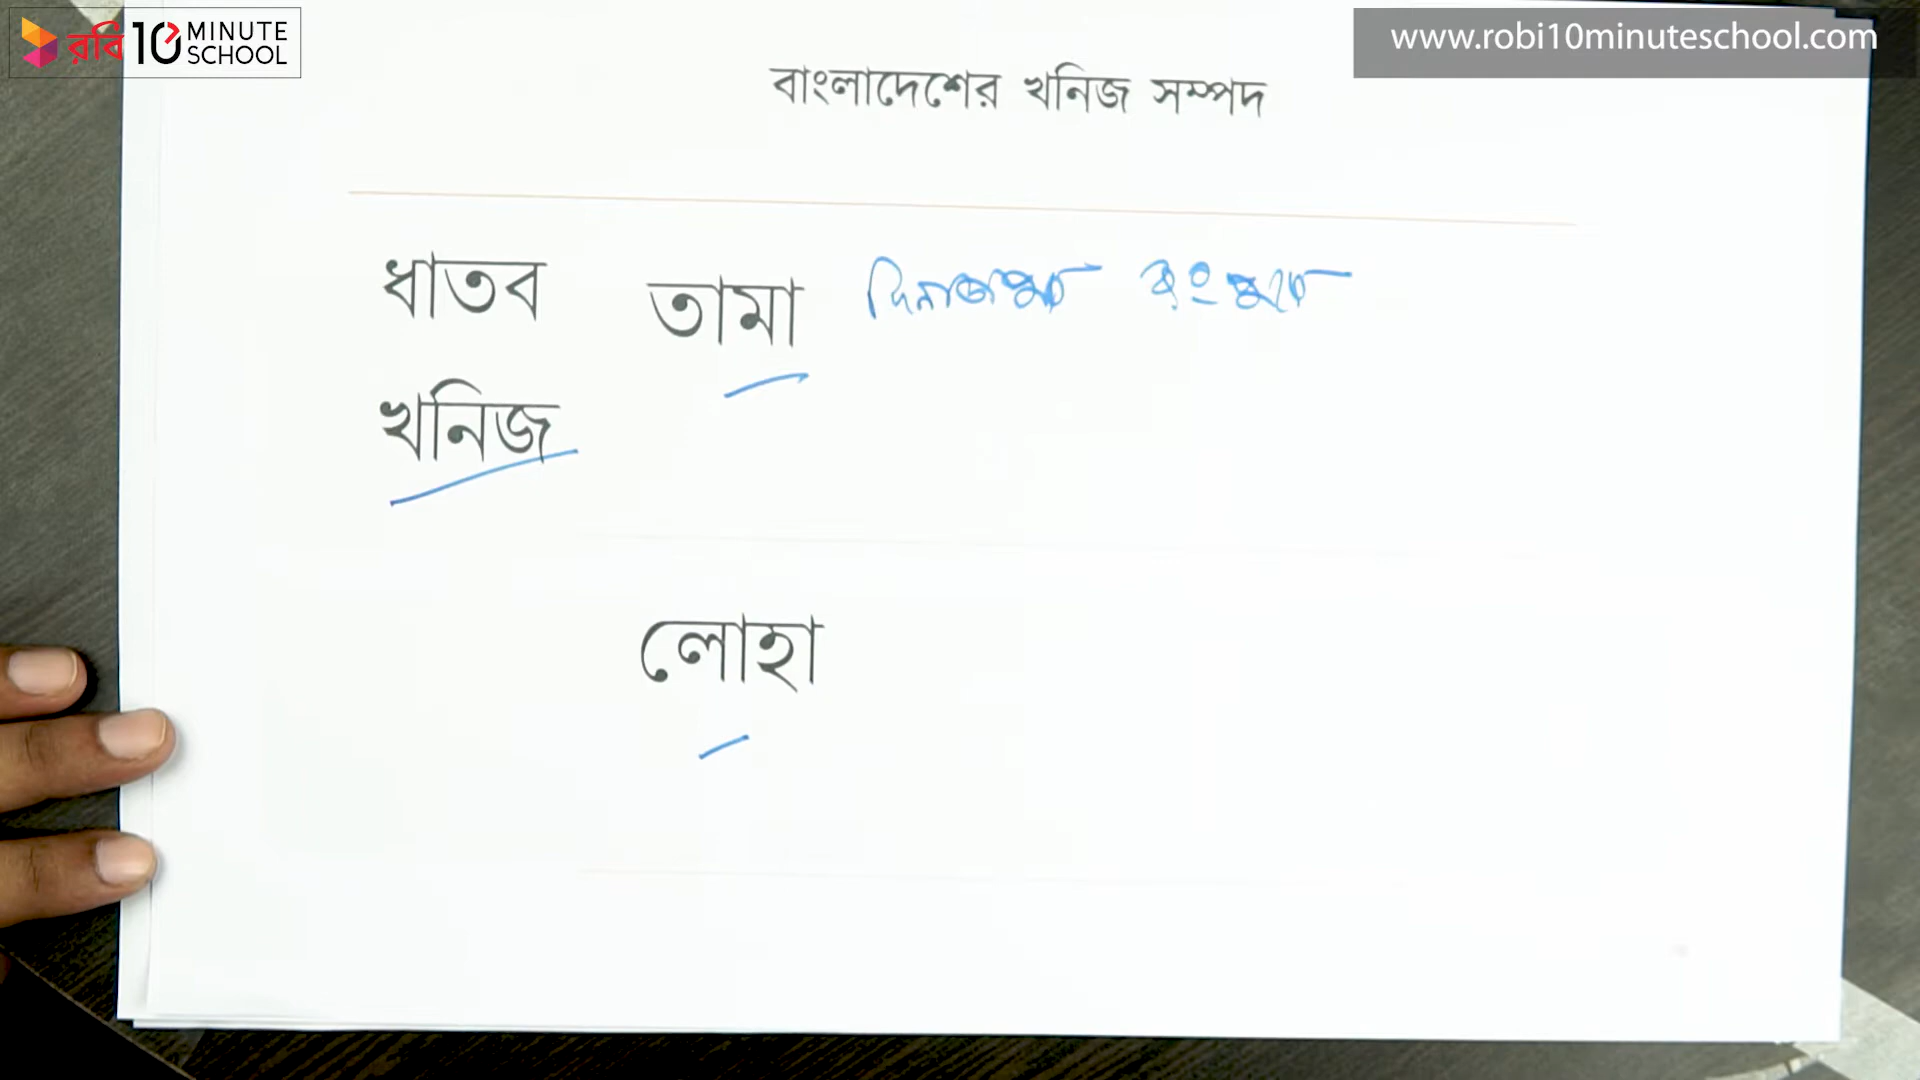 রবি 10 MINUTE SCHOOL
www.robi10minuteschool.com
বাংলাদেশের খনিজ সম্পদ
ধাতব তামা দিনাজপুর রংপুর
খনিজ
লোহা